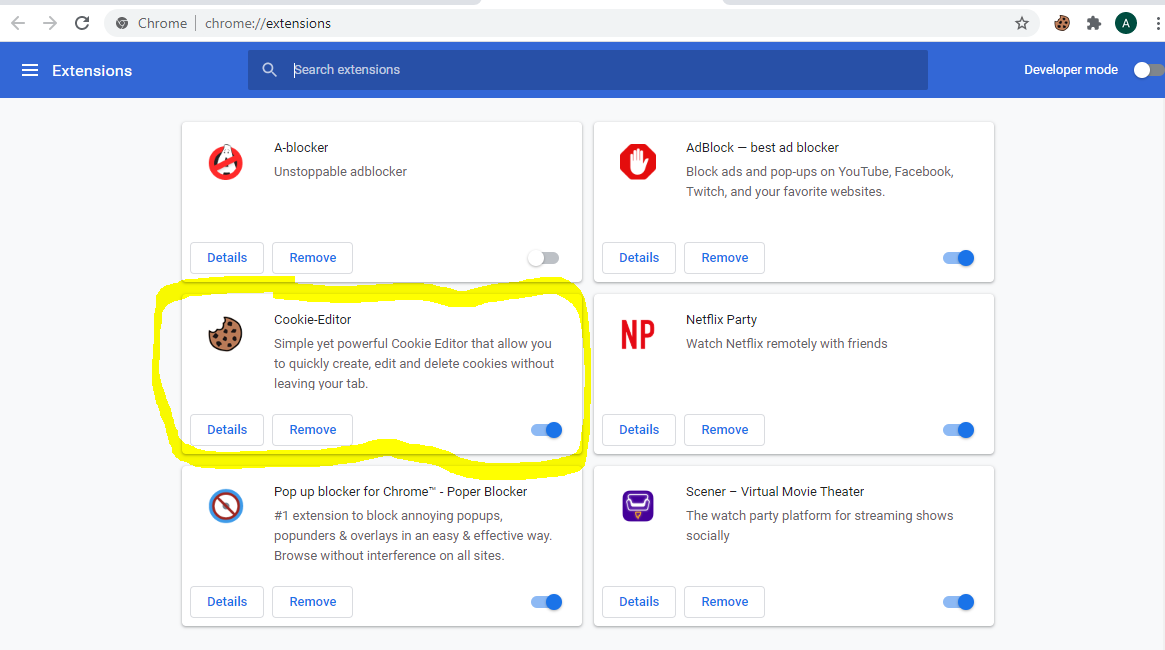 Chrome | chrome://extensions
A
Extensions
Search extensions
Developer mode
A-blocker
Unstoppable adblocker
Details
Remove
AdBlock — best ad blocker
Block ads and pop-ups on YouTube, Facebook,
Twitch, and your favorite websites.
Details
Remove
Cookie-Editor
Simple yet powerful Cookie Editor that allow you
to quickly create, edit and delete cookies without
leaving your tab.
Details
Remove
NP
Netflix Party
Watch Netflix remotely with friends
Details
Remove
Pop up blocker for Chrome™ - Poper Blocker
#1 extension to block annoying popups,
popunders & overlays in an easy & effective way.
Browse without interference on all sites.
Details
Remove
Scener – Virtual Movie Theater
The watch party platform for streaming shows
socially
Details
Remove